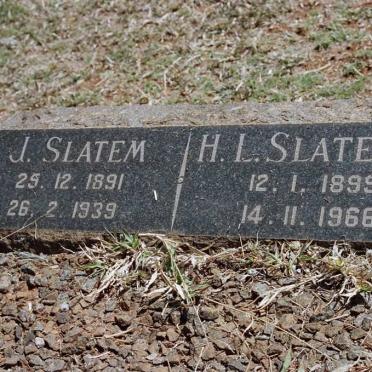 J. SLATEM
25. 12. 1891
26. 2. 1939
H. L. SLATE
12. 1. 1899
14. 11. 1966